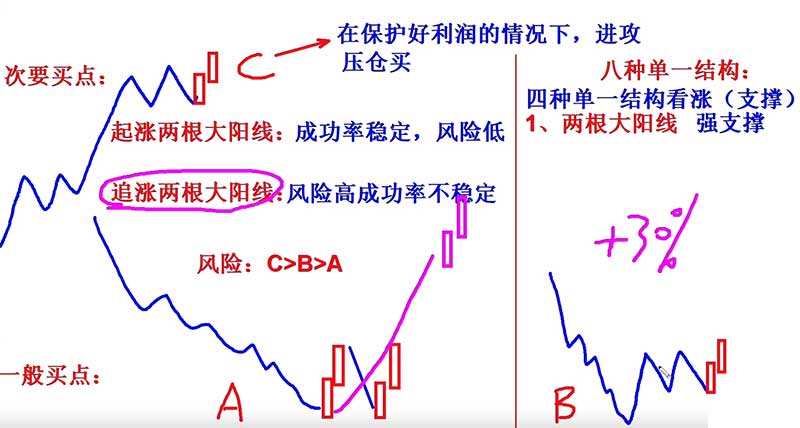 在保护好利润的情况下，进攻
压仓买
次要买点：
C
起涨两根大阳线：成功率稳定，风险低
追涨两根大阳线：风险高成功率不稳定
风险：C>B>A
一般买点：
A
八种单一结构：
四种单一结构看涨（支撑）
1、两根大阳线 强支撑
+30%
B